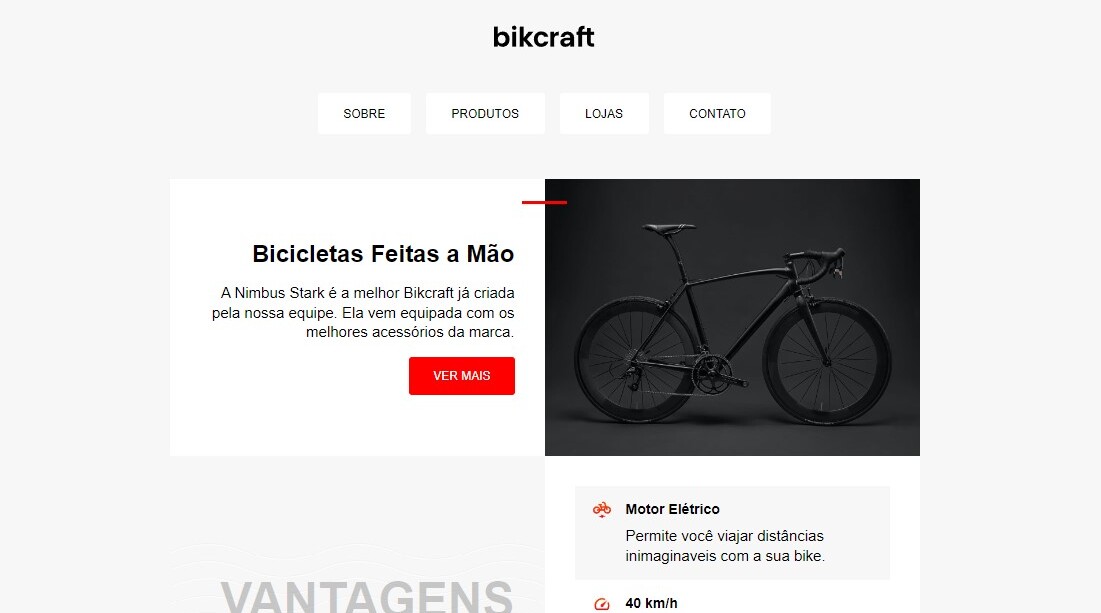 bikcraft
SOBRE
PRODUTOS
LOJAS
CONTATO
Bicicletas Feitas a Mão
A Nimbus Stark é a melhor Bikcraft já criada
pela nossa equipe. Ela vem equipada com os
melhores acessórios da marca.
VER MAIS
VANTAGENS
Motor Elétrico
Permite você viajar distâncias
inimaginaveis com a sua bike.
40 km/h